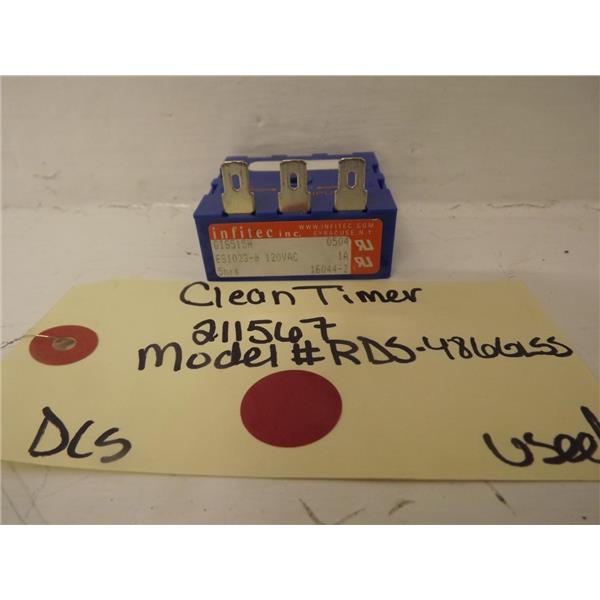 infitec inc.
WWW.INFITEC.COM
SYRACUSE, N.Y.
GIS515H 0504
ES1023-8 120VAC 1A
5hrs 16044-2
Clean Timer
211567
Model # RDS-486GLSS
DCS
used